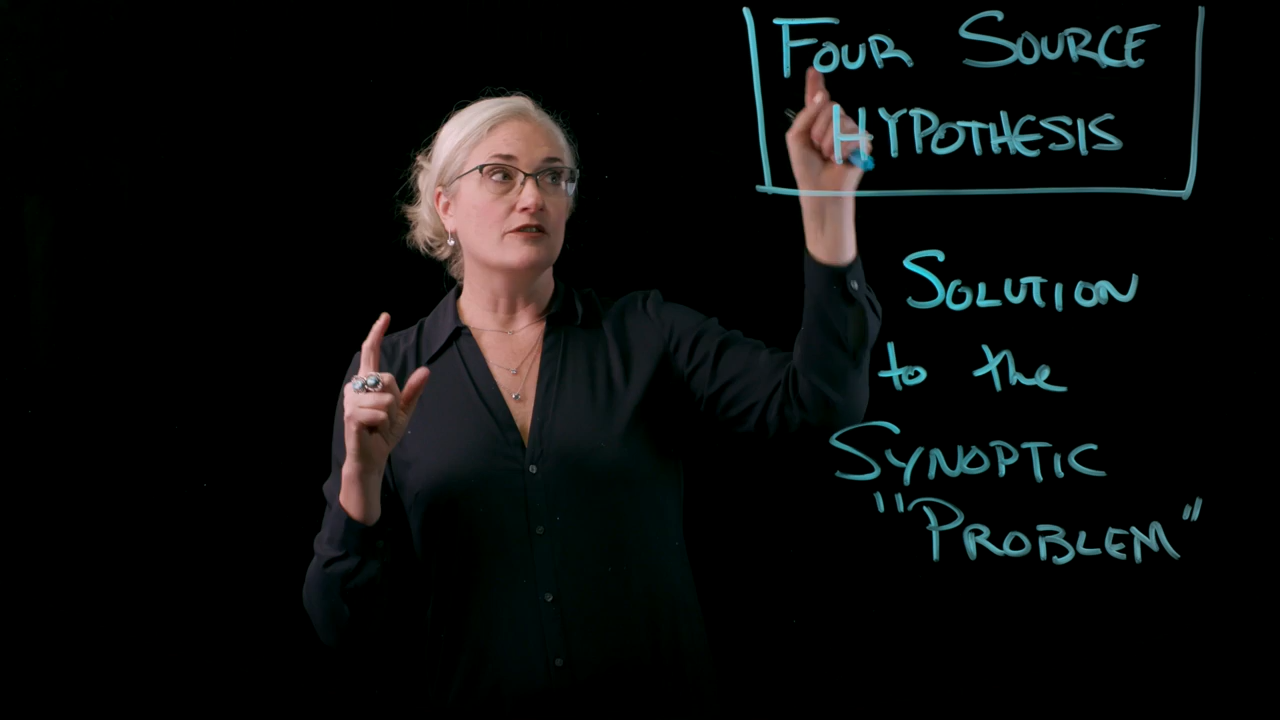 FOUR SOURCE
HYPOTHESIS
SOLUTION
to the
SYNOPTIC
"PROBLEM"